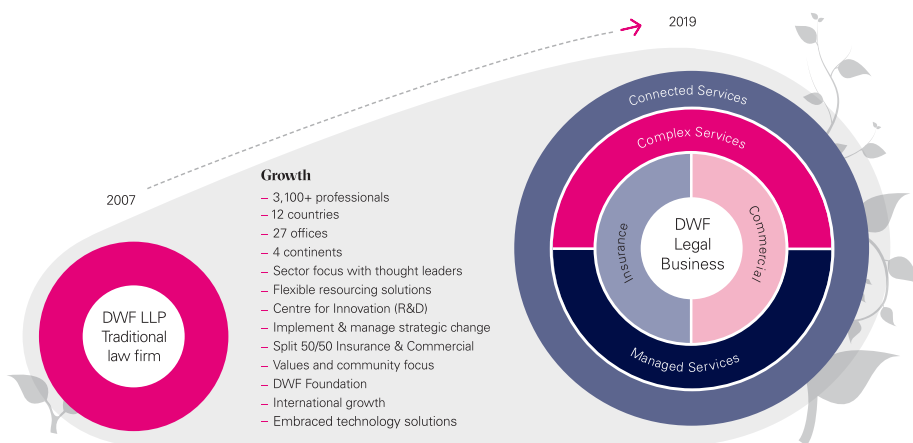 2019
2007
DWF LLP
Traditional
law firm
Growth
– 3,100+ professionals
– 12 countries
– 27 offices
– 4 continents
– Sector focus with thought leaders
– Flexible resourcing solutions
– Centre for Innovation (R&D)
– Implement & manage strategic change
– Split 50/50 Insurance & Commercial
– Values and community focus
– DWF Foundation
– International growth
– Embraced technology solutions
Connected Services
Complex Services
Insurance
DWF
Legal
Business
Commercial
Managed Services